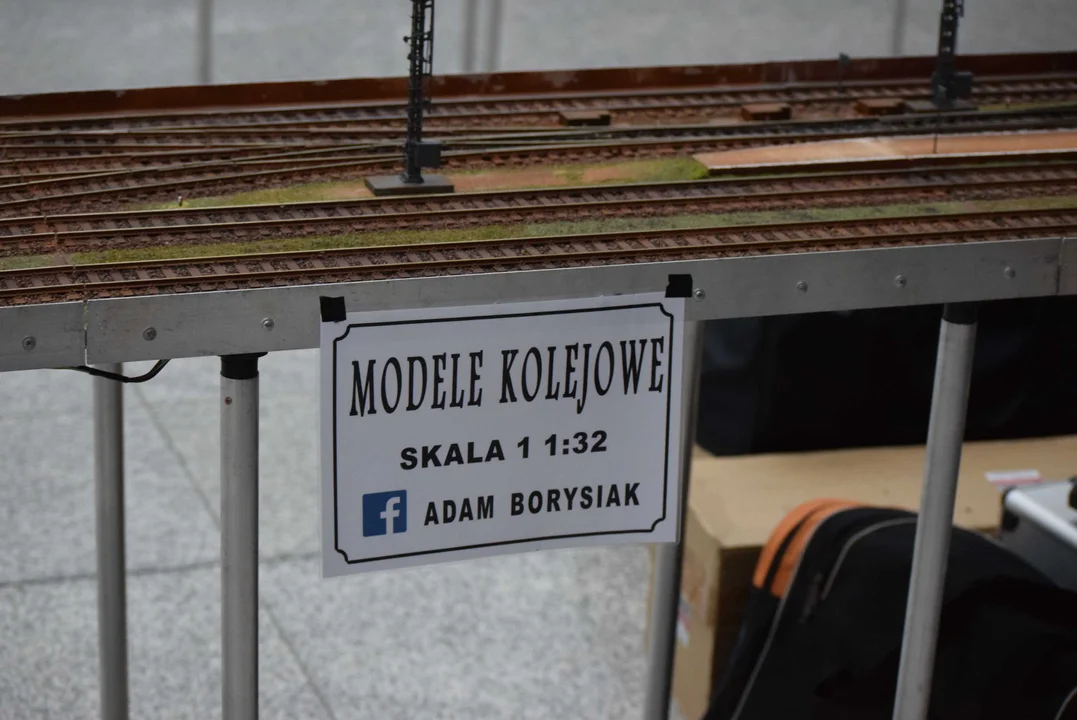 MODELE KOLEJOWE
SKALA 1 1:32
f ADAM BORYSIAK